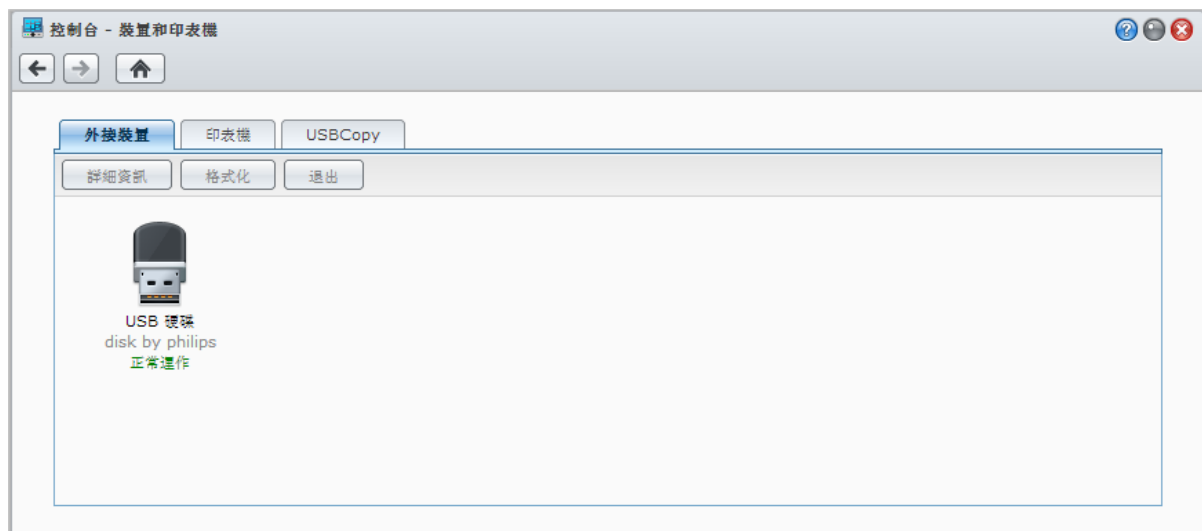 控制台 - 裝置和印表機
外接裝置 印表機 USBCopy
詳細資訊 格式化 退出
USB 硬碟
disk by philips
正常運作